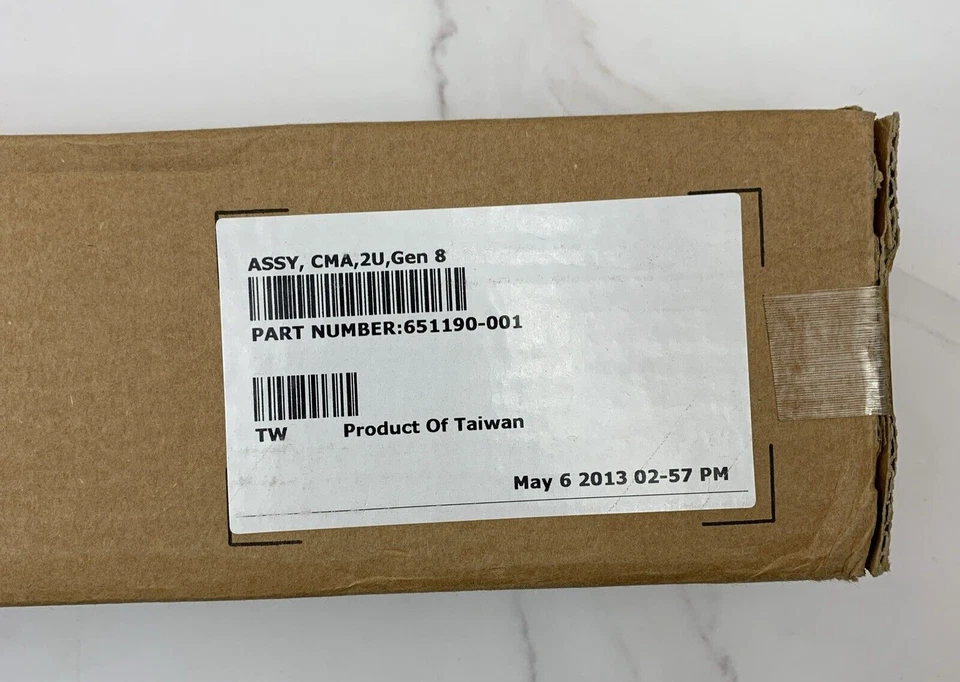 ASSY, CMA,2U,Gen 8
PART NUMBER:651190-001
TW Product Of Taiwan
May 6 2013 02-57 PM